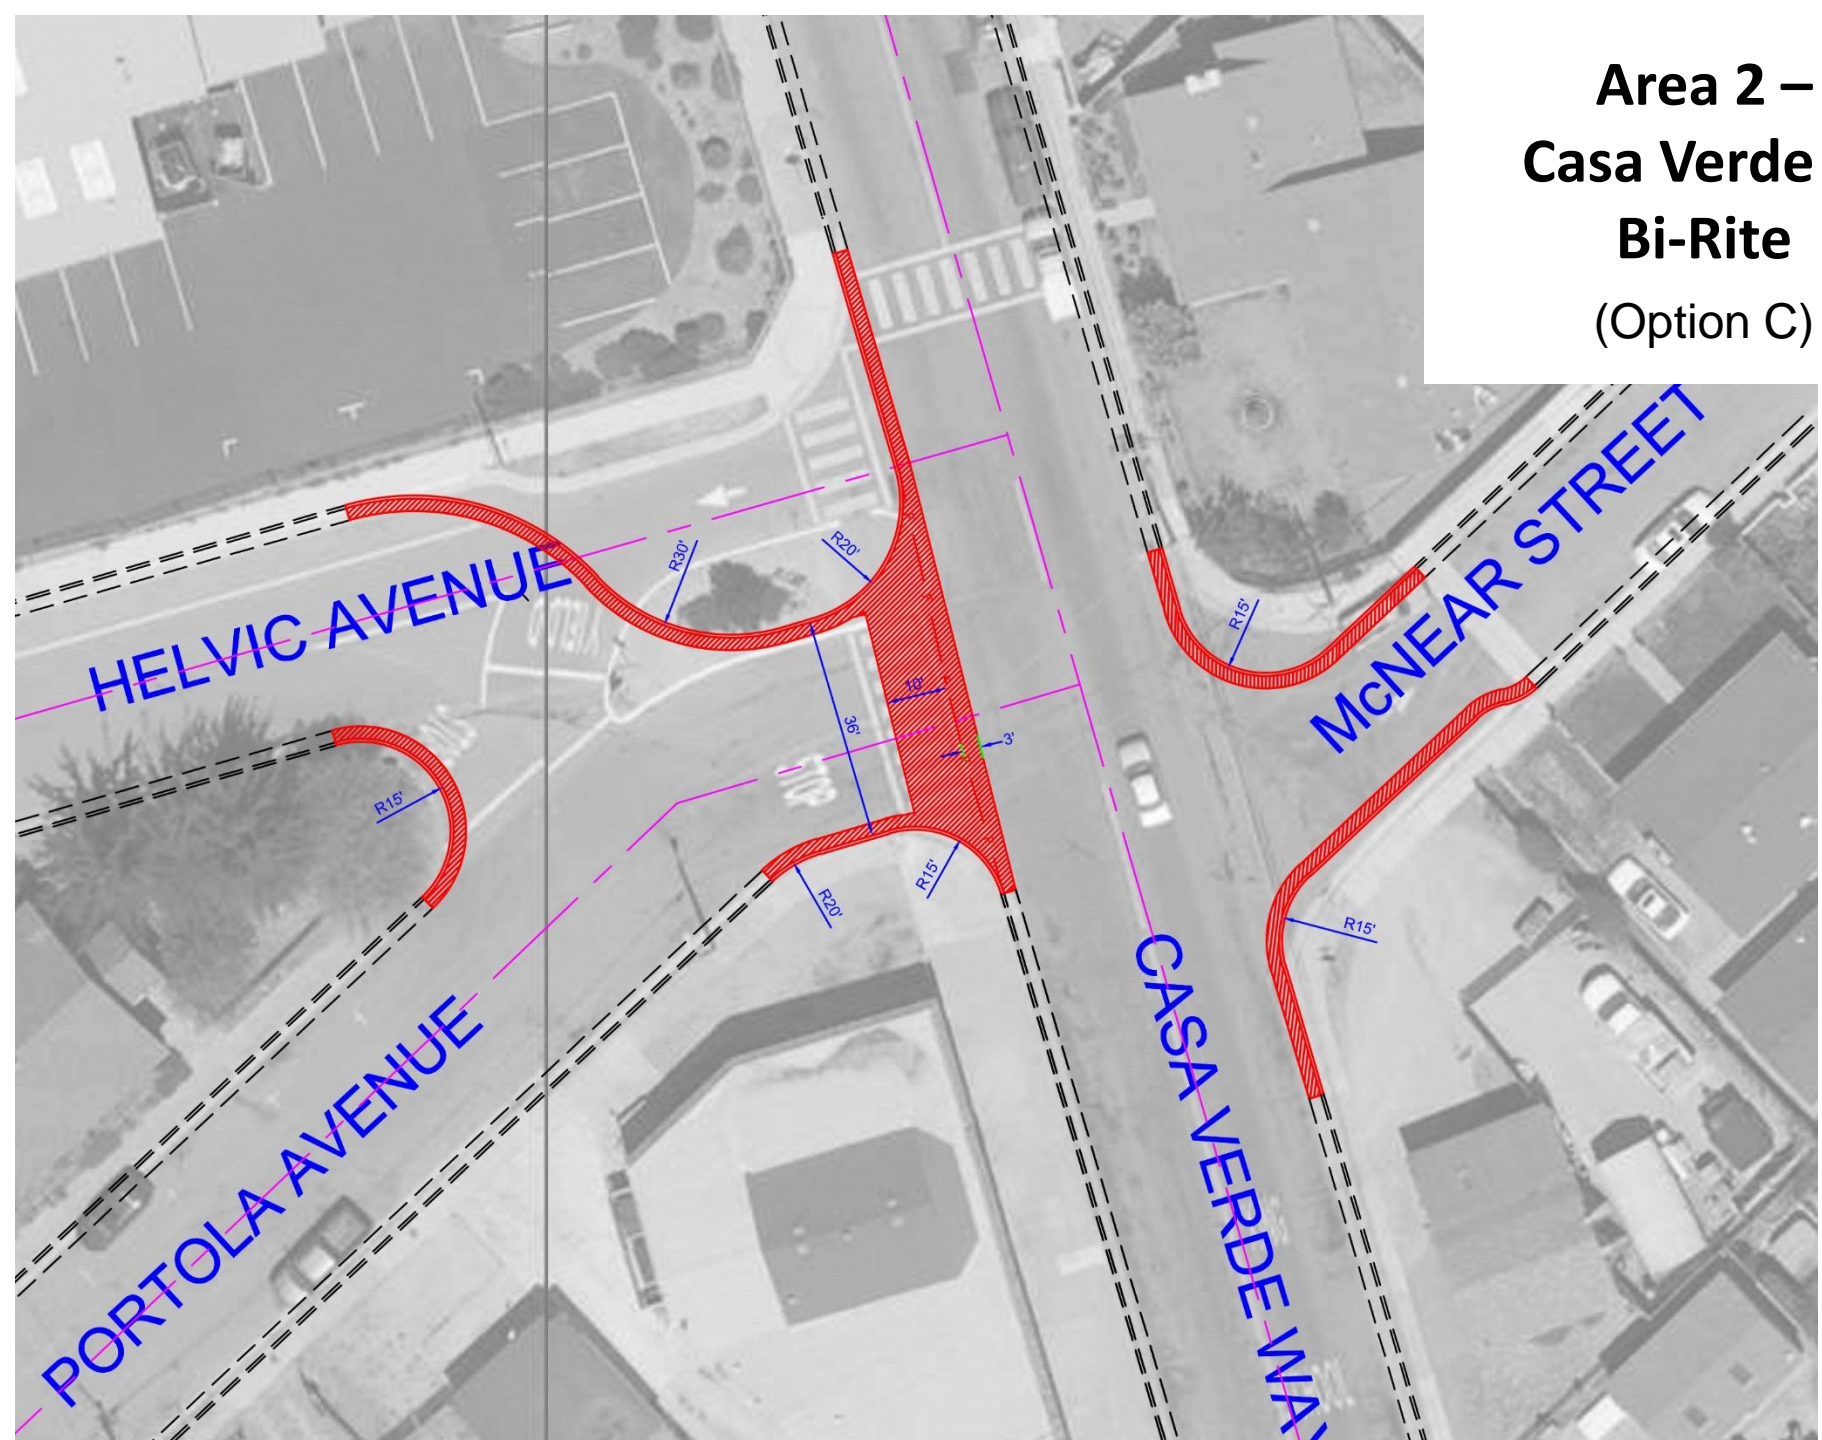 Area 2 –
Casa Verde
Bi-Rite
(Option C)
McNEAR STREET
HELVIC AVENUE
R30'
R20'
R15'
10'
36'
3'
STOP
R15'
R20'
R15'
R15'
PORTOLA AVENUE
CASA VERDE WAY